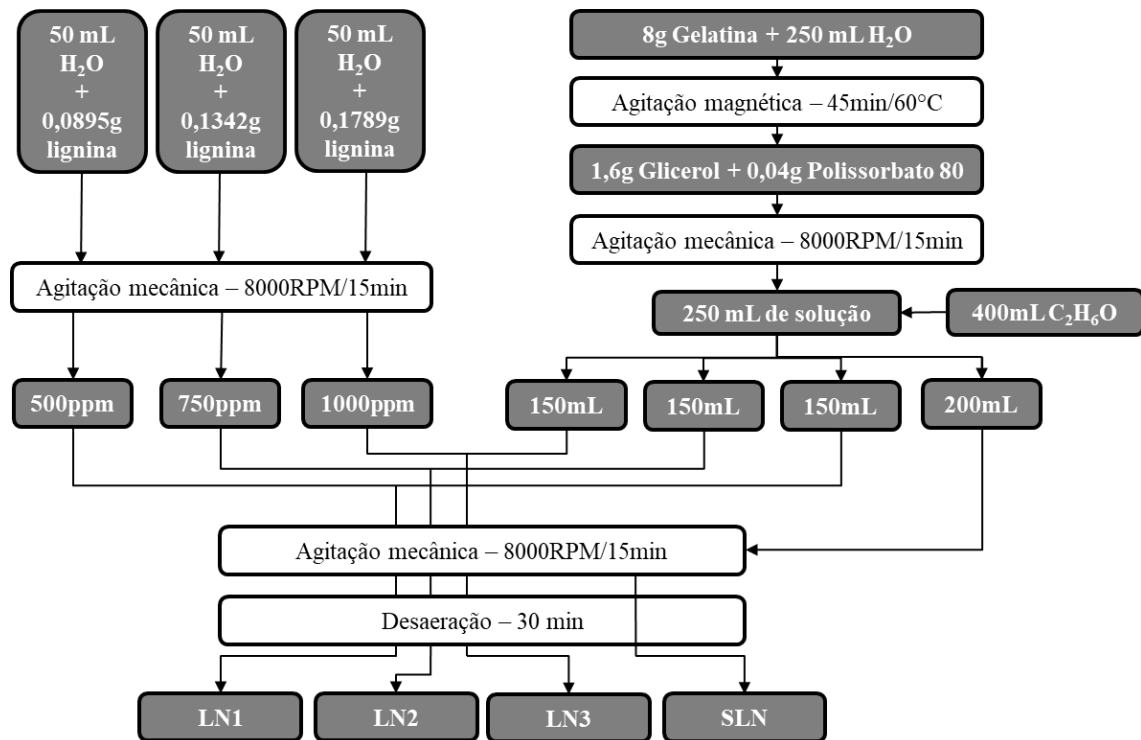 50 mL
H₂O
+
0,0895g
lignina
50 mL
H₂O
+
0,1342g
lignina
50 mL
H₂O
+
0,1789g
lignina
8g Gelatina + 250 mL H₂O
Agitação magnética – 45min/60°C
1,6g Glicerol + 0,04g Polissorbato 80
Agitação mecânica – 8000RPM/15min
Agitação mecânica – 8000RPM/15min
250 mL de solução
400mL C₂H₆O
500ppm
750ppm
1000ppm
150mL
150mL
150mL
200mL
Agitação mecânica – 8000RPM/15min
Desaeração – 30 min
LN1
LN2
LN3
SLN